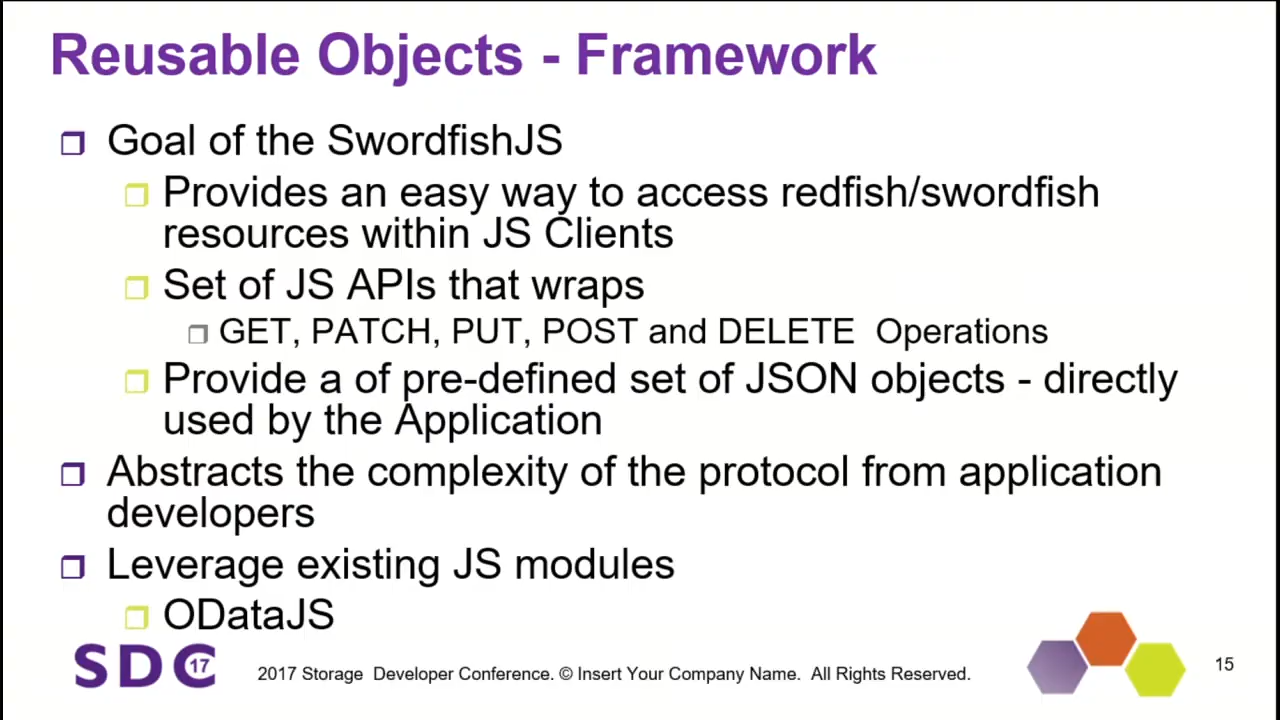 Reusable Objects - Framework
Goal of the SwordfishJS
Provides an easy way to access redfish/swordfish
resources within JS Clients
Set of JS APIs that wraps
GET, PATCH, PUT, POST and DELETE Operations
Provide a of pre-defined set of JSON objects - directly
used by the Application
Abstracts the complexity of the protocol from application
developers
Leverage existing JS modules
ODataJS
SDC 17
2017 Storage Developer Conference. © Insert Your Company Name. All Rights Reserved.
15